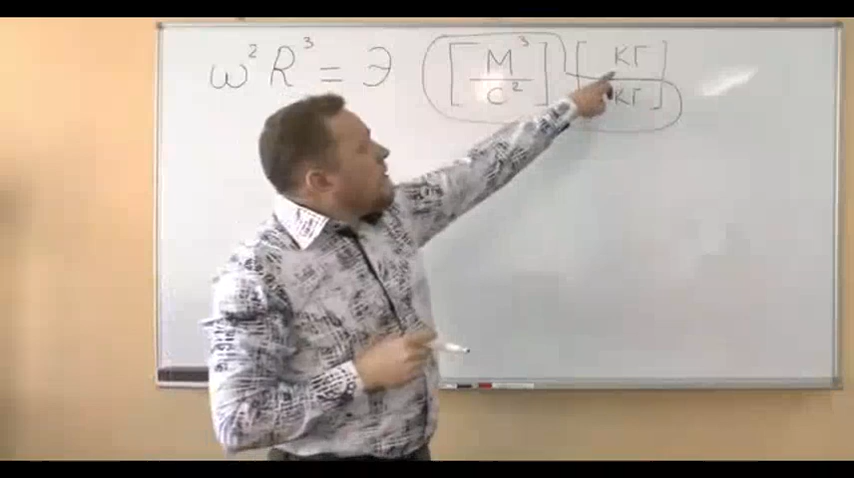 ω² R³ = Э [м³/с²] [кг/кг]